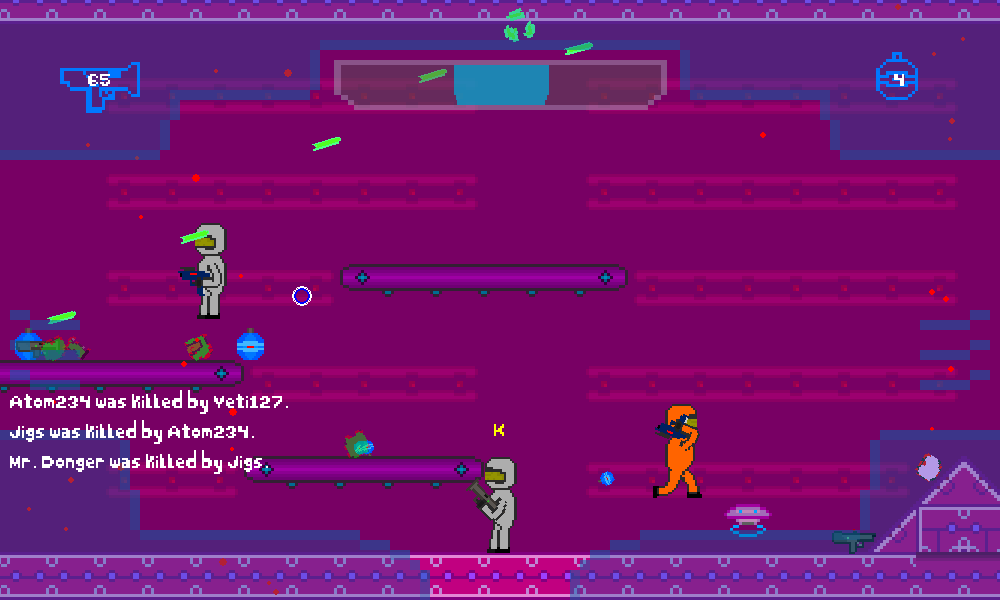 65
4
Atom234 was Killed by Yeti127.
Jigs was Killed by Atom234.
K
Mr. Donger was Killed by Jigs.